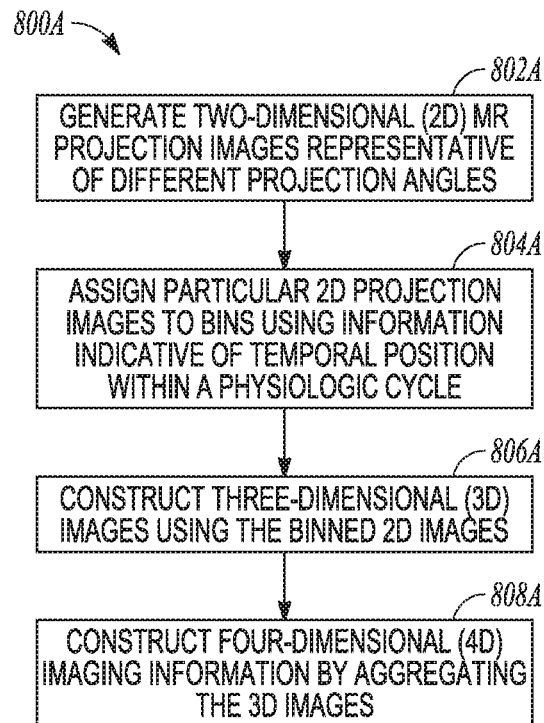 800A
802A
GENERATE TWO-DIMENSIONAL (2D) MR
PROJECTION IMAGES REPRESENTATIVE
OF DIFFERENT PROJECTION ANGLES
804A
ASSIGN PARTICULAR 2D PROJECTION
IMAGES TO BINS USING INFORMATION
INDICATIVE OF TEMPORAL POSITION
WITHIN A PHYSIOLOGIC CYCLE
806A
CONSTRUCT THREE-DIMENSIONAL (3D)
IMAGES USING THE BINNED 2D IMAGES
808A
CONSTRUCT FOUR-DIMENSIONAL (4D)
IMAGING INFORMATION BY AGGREGATING
THE 3D IMAGES